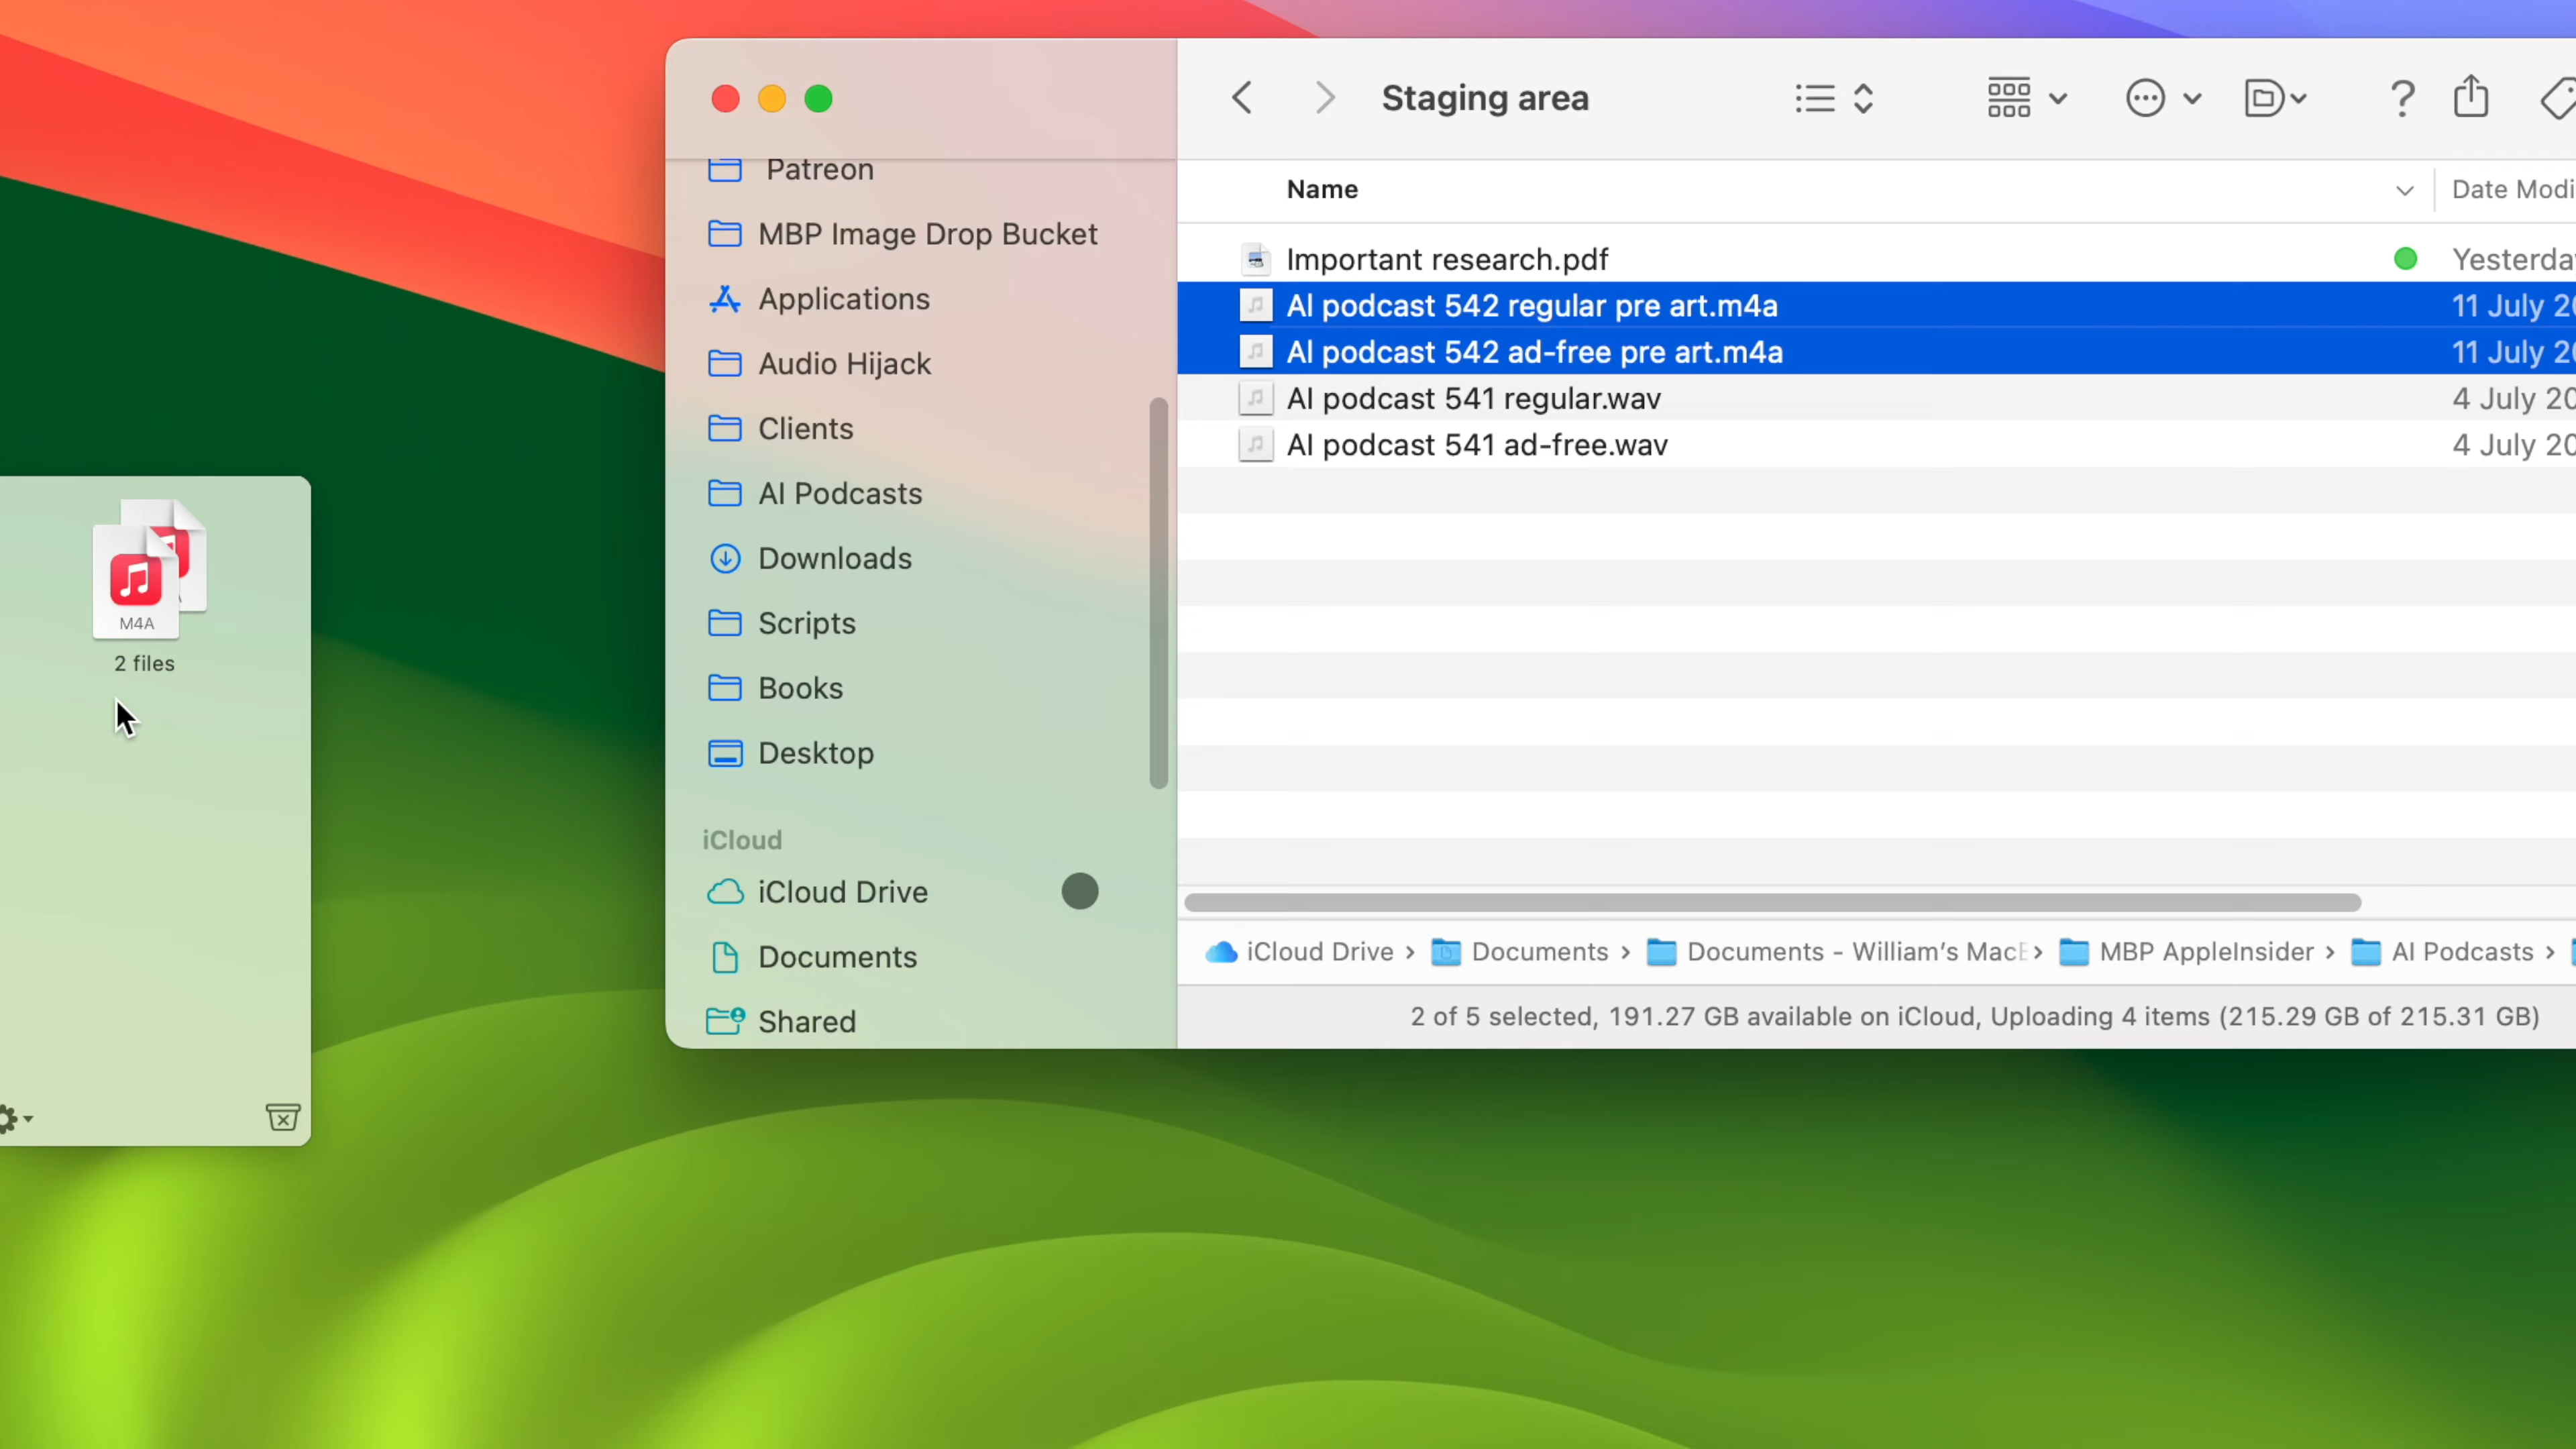 Staging area
Patreon
MBP Image Drop Bucket
Applications
Audio Hijack
Clients
AI Podcasts
Downloads
Scripts
Books
Desktop
iCloud
iCloud Drive
Documents
Shared
Name
Date Modi
Important research.pdf
Yesterda
AI podcast 542 regular pre art.m4a
11 July 20
AI podcast 542 ad-free pre art.m4a
11 July 20
AI podcast 541 regular.wav
4 July 20
AI podcast 541 ad-free.wav
4 July 20
iCloud Drive › Documents › Documents - William’s Mac › MBP AppleInsider › AI Podcasts ›
2 of 5 selected, 191.27 GB available on iCloud, Uploading 4 items (215.29 GB of 215.31 GB)
M4A
2 files